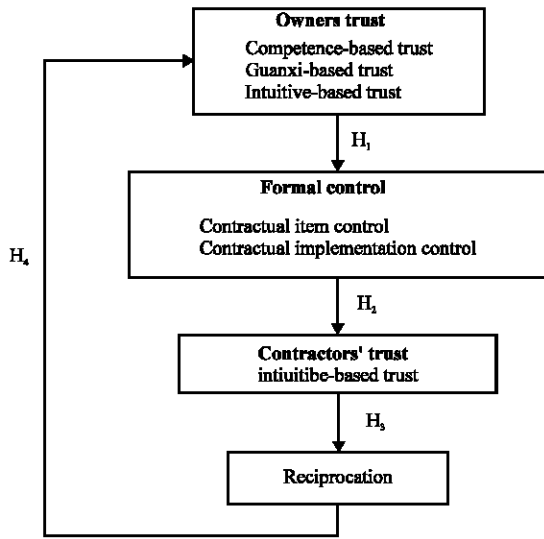 Owners trust
Competence-based trust
Guanxi-based trust
Intuitive-based trust
H₁
Formal control
Contractual item control
Contractual implementation control
H₄
H₂
Contractors' trust
intiuitibe-based trust
H₃
Reciprocation